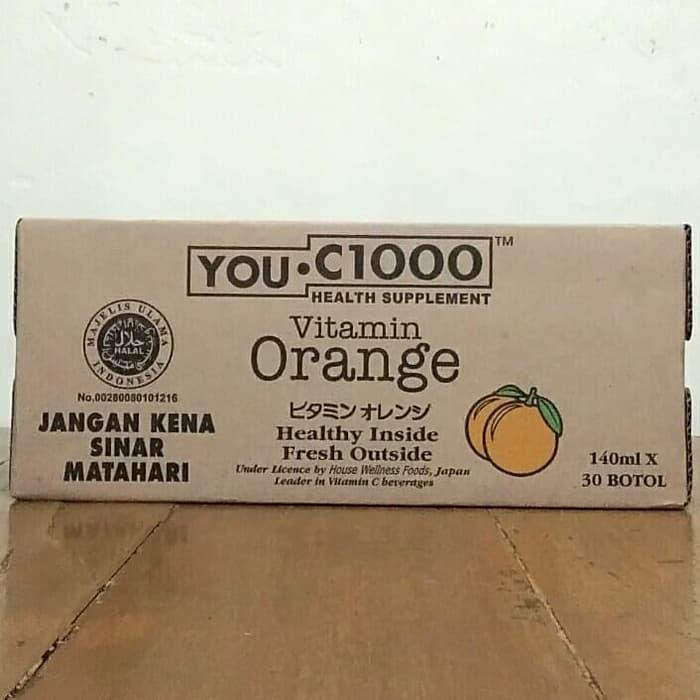 YOU•C1000™
HEALTH SUPPLEMENT
Vitamin
Orange
ビタミン オレンジ
Healthy Inside
Fresh Outside
Under Licence by House Wellness Foods, Japan
Leader in Vitamin C beverages
MAJELIS ULAMA
حلال
HALAL
INDONESIA
No.00280080101216
JANGAN KENA
SINAR
MATAHARI
140ml X
30 BOTOL